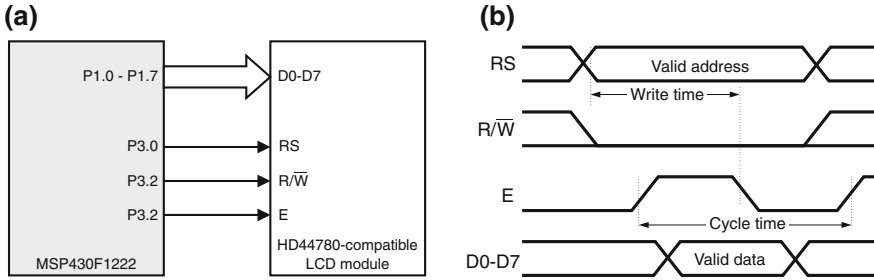 (a)
P1.0 - P1.7
D0-D7
P3.0
RS
P3.2
R/W̅
P3.2
E
MSP430F1222
HD44780-compatible
LCD module
(b)
RS
Valid address
Write time
R/W̅
E
Cycle time
D0-D7
Valid data